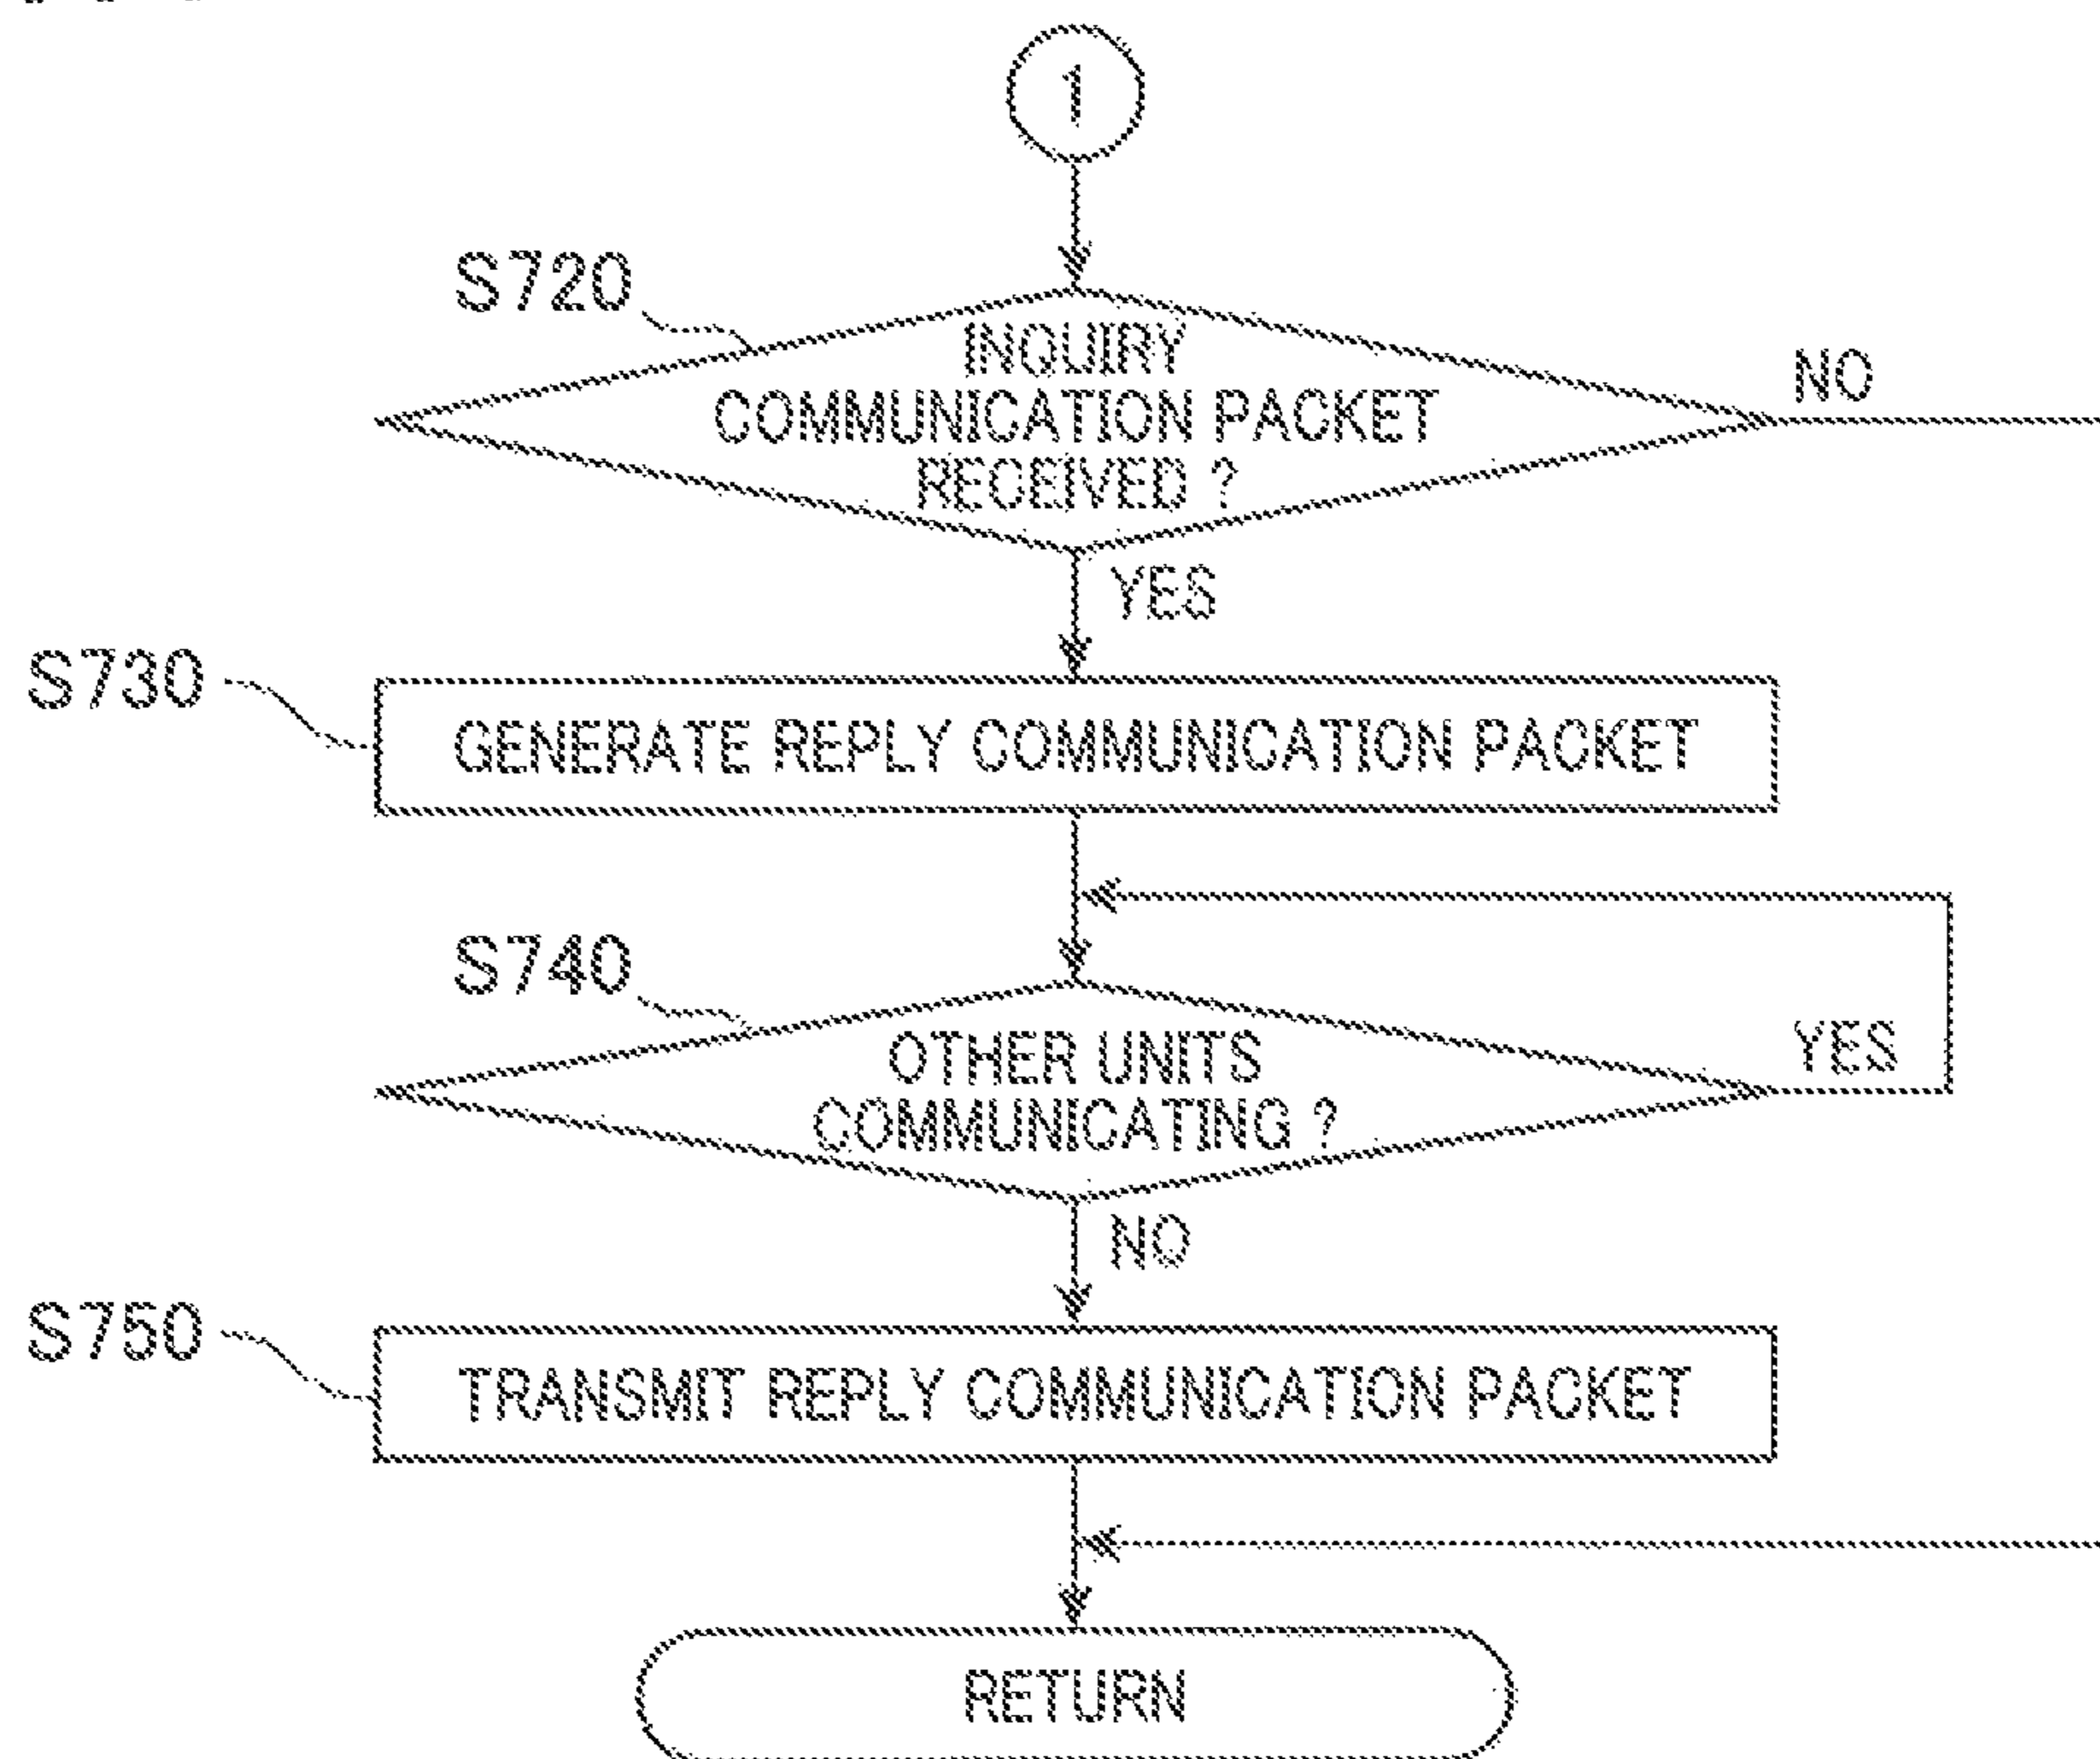 1
S720
INQUIRY
COMMUNICATION PACKET
RECEIVED ?
NO
YES
S730
GENERATE REPLY COMMUNICATION PACKET
S740
OTHER UNITS
COMMUNICATING ?
YES
NO
S750
TRANSMIT REPLY COMMUNICATION PACKET
RETURN